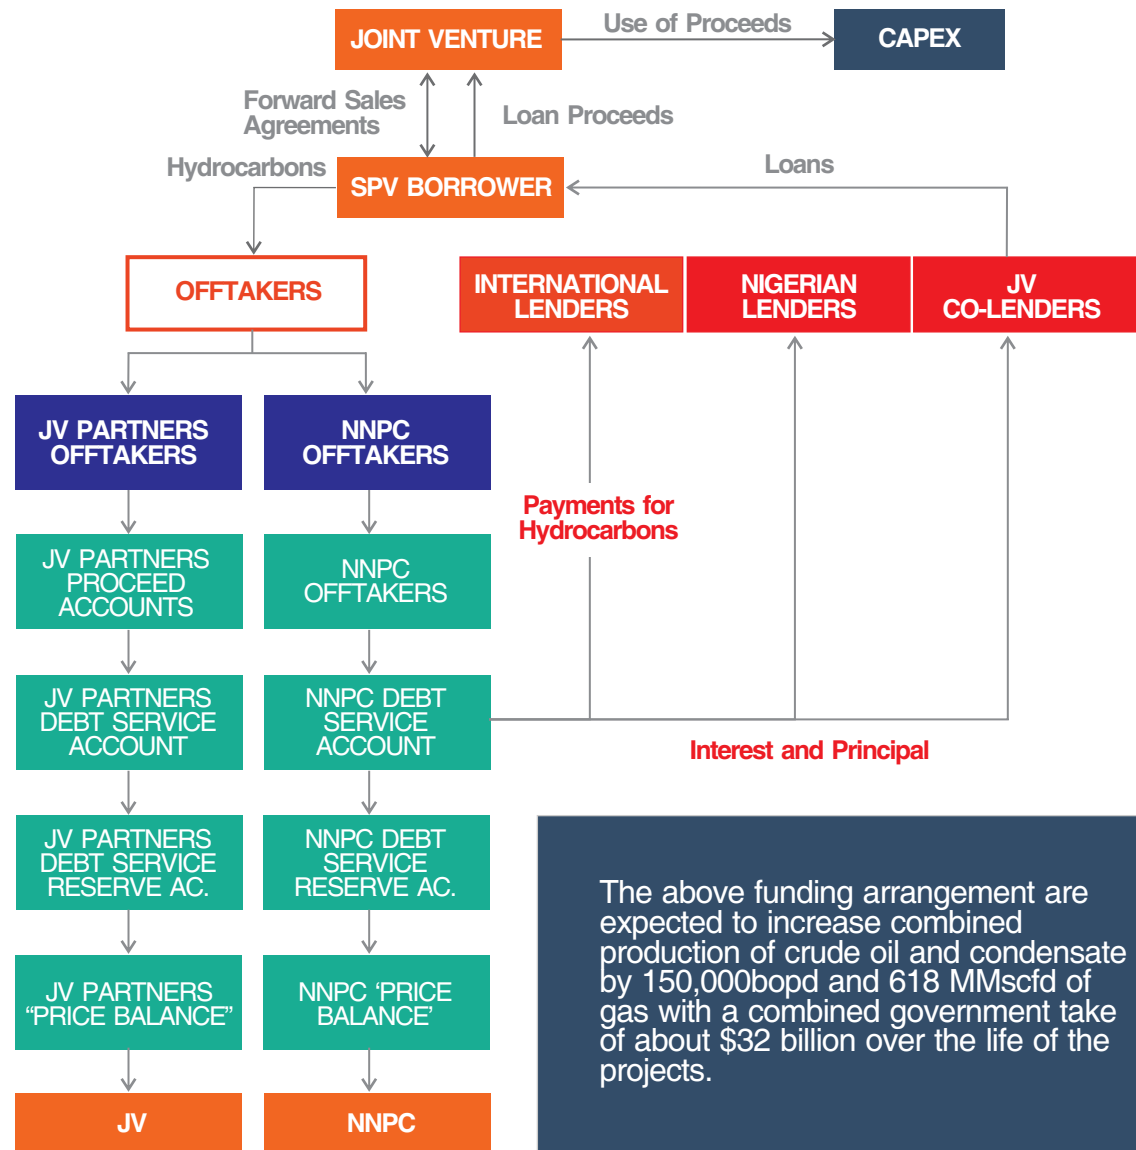 JOINT VENTURE
Use of Proceeds
CAPEX
Forward Sales
Agreements
Loan Proceeds
Hydrocarbons
SPV BORROWER
Loans
OFFTAKERS
INTERNATIONAL
LENDERS
NIGERIAN
LENDERS
JV
CO-LENDERS
JV PARTNERS
OFFTAKERS
NNPC
OFFTAKERS
Payments for
Hydrocarbons
JV PARTNERS
PROCEED
ACCOUNTS
NNPC
OFFTAKERS
JV PARTNERS
DEBT SERVICE
ACCOUNT
NNPC DEBT
SERVICE
ACCOUNT
Interest and Principal
JV PARTNERS
DEBT SERVICE
RESERVE AC.
NNPC DEBT
SERVICE
RESERVE AC.
JV PARTNERS
“PRICE BALANCE”
NNPC ‘PRICE
BALANCE’
JV
NNPC
The above funding arrangement are
expected to increase combined
production of crude oil and condensate
by 150,000bopd and 618 MMscfd of
gas with a combined government take
of about $32 billion over the life of the
projects.